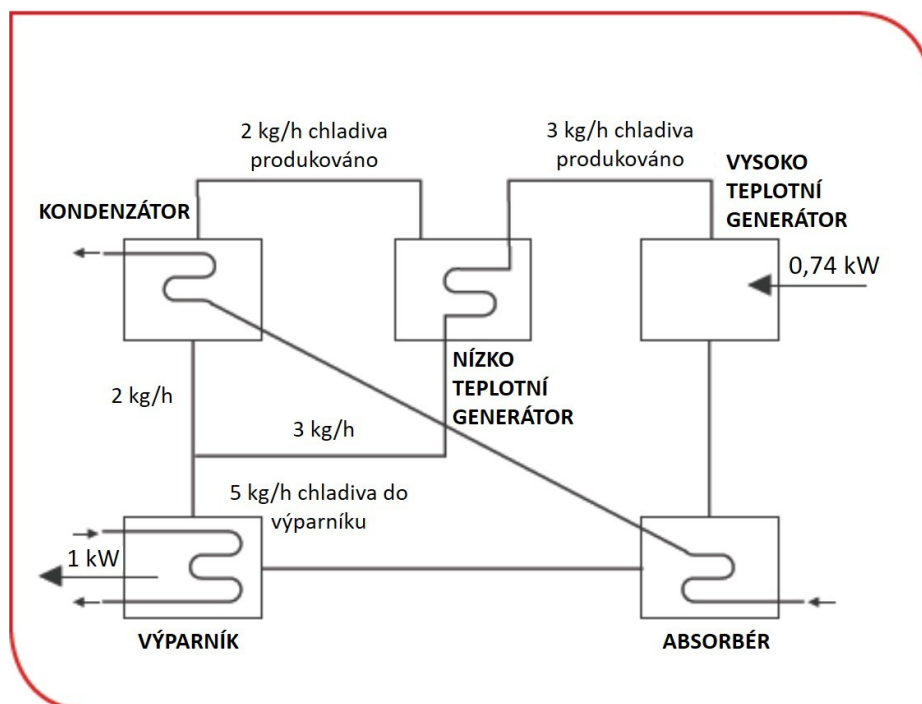 2 kg/h chladiva
produkováno
3 kg/h chladiva
produkováno
VYSOKO
TEPLOTNÍ
GENERÁTOR
KONDENZÁTOR
0,74 kW
NÍZKO
TEPLOTNÍ
GENERÁTOR
2 kg/h
3 kg/h
5 kg/h chladiva do
výparníku
1 kW
VÝPARNÍK
ABSORBÉR